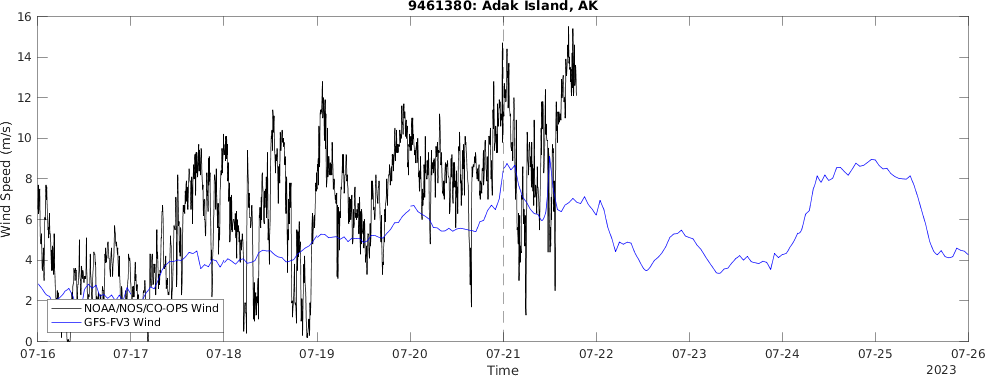 9461380: Adak Island, AK
16
14
12
10
8
6
4
2
0
Wind Speed (m/s)
NOAA/NOS/CO-OPS Wind
GFS-FV3 Wind
07-16 07-17 07-18 07-19 07-20 07-21 07-22 07-23 07-24 07-25 07-26
Time
2023